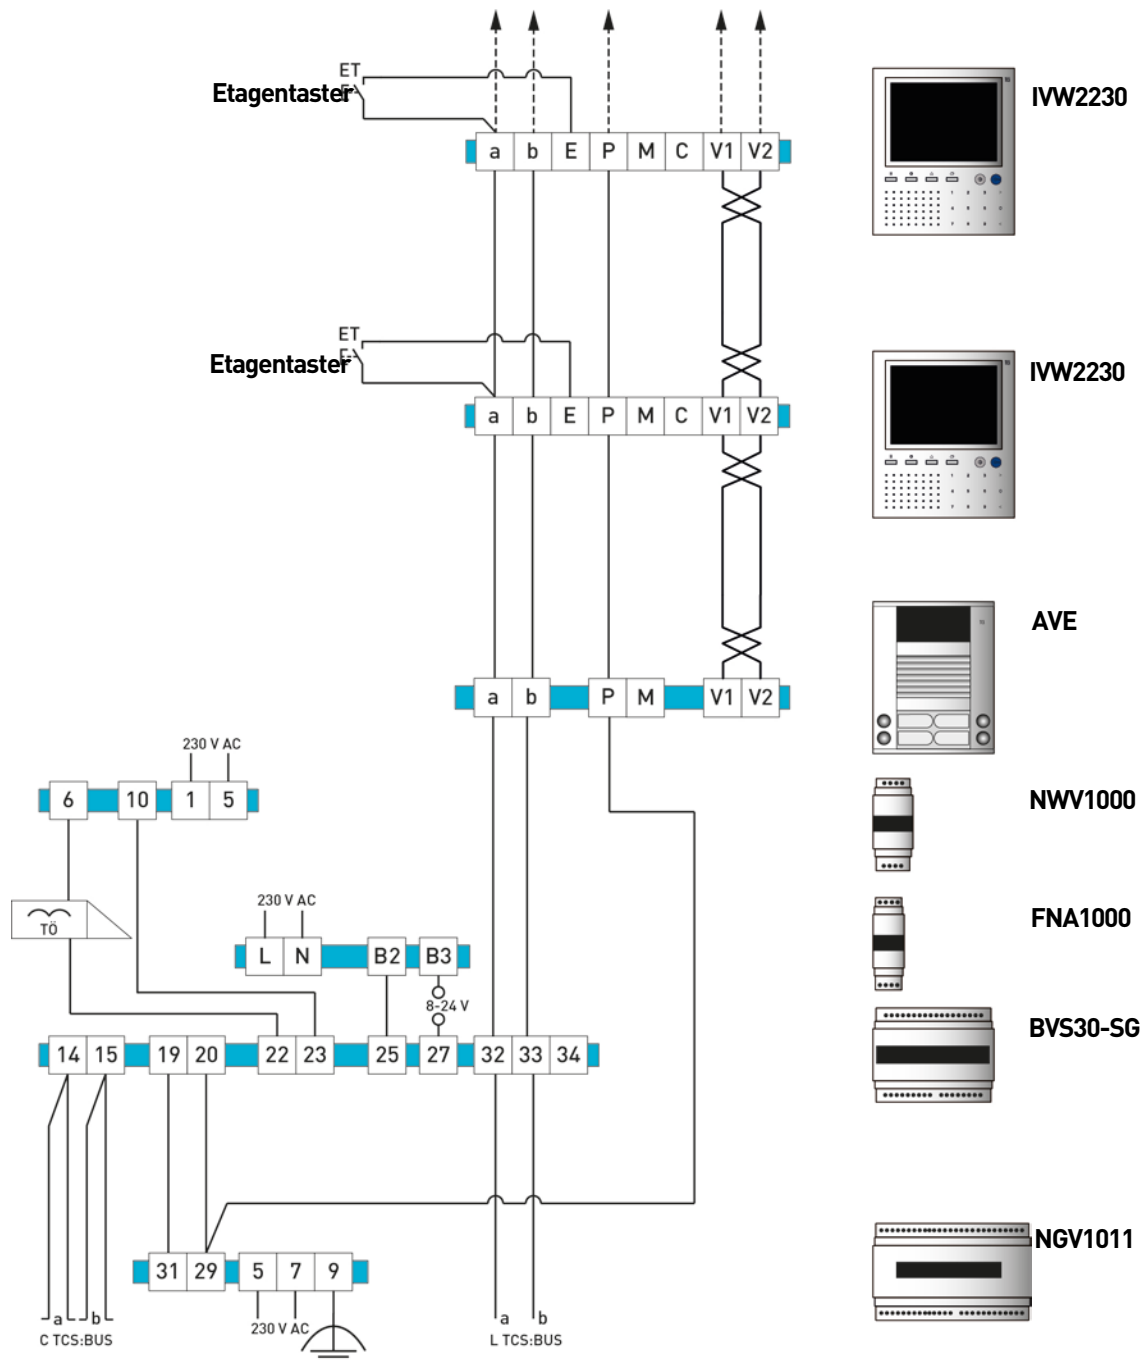 ET
Etagentaster
a b E P M C V1 V2
IVW2230
ET
Etagentaster
a b E P M C V1 V2
IVW2230
AVE
a b P M V1 V2
230 V AC
6 10 1 5
NWV1000
TÖ
230 V AC
L N B2 B3
FNA1000
8-24 V
14 15 19 20 22 23 25 27 32 33 34
BVS30-SG
31 29 5 7 9
NGV1011
a b
230 V AC
a b
C TCS:BUS
L TCS:BUS